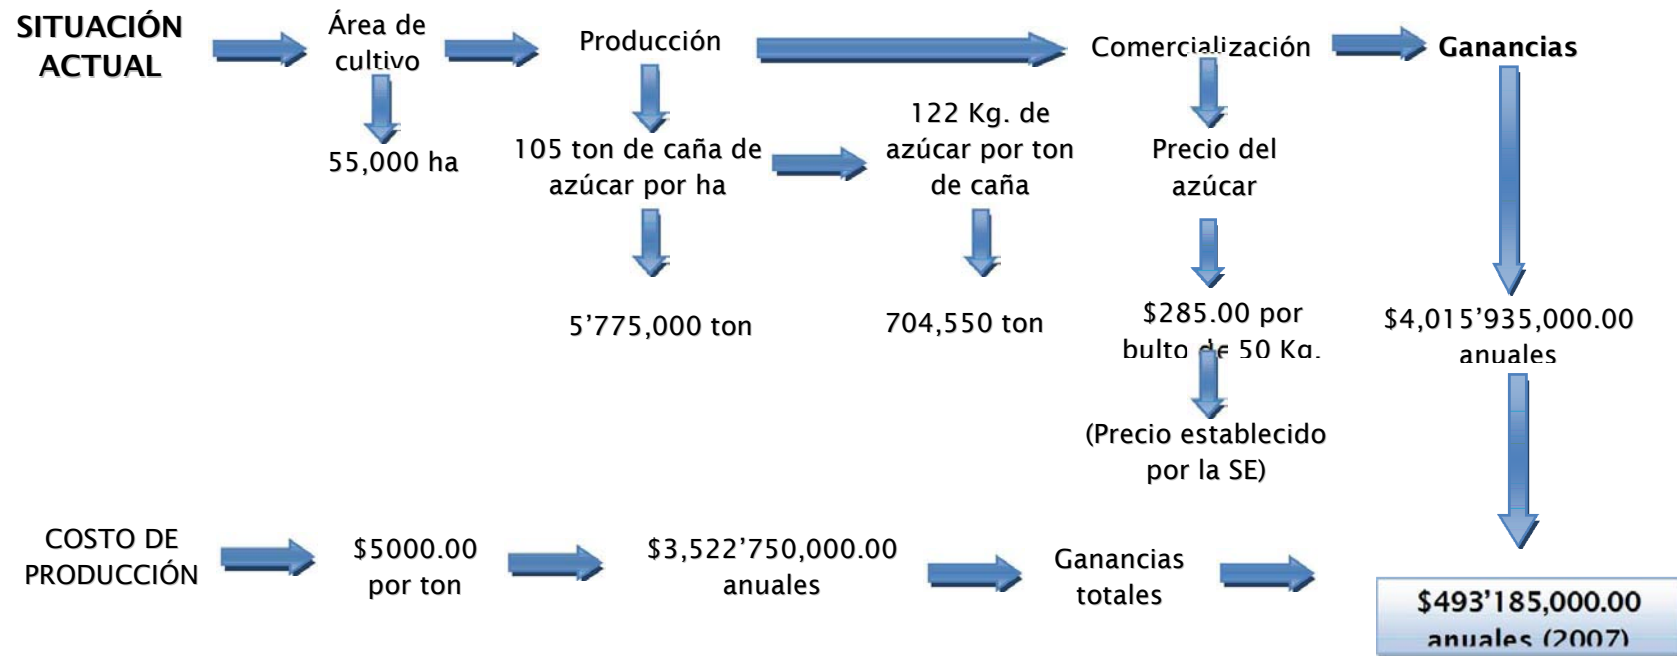 SITUACIÓN
ACTUAL
Área de
cultivo
Producción
Comercialización
Ganancias
55,000 ha
105 ton de caña de
azúcar por ha
122 Kg. de
azúcar por ton
de caña
Precio del
azúcar
5’775,000 ton
704,550 ton
$285.00 por
bulto de 50 Kg.
$4,015’935,000.00
anuales
(Precio establecido
por la SE)
COSTO DE
PRODUCCIÓN
$5000.00
por ton
$3,522’750,000.00
anuales
Ganancias
totales
$493’185,000.00
anuales (2007)